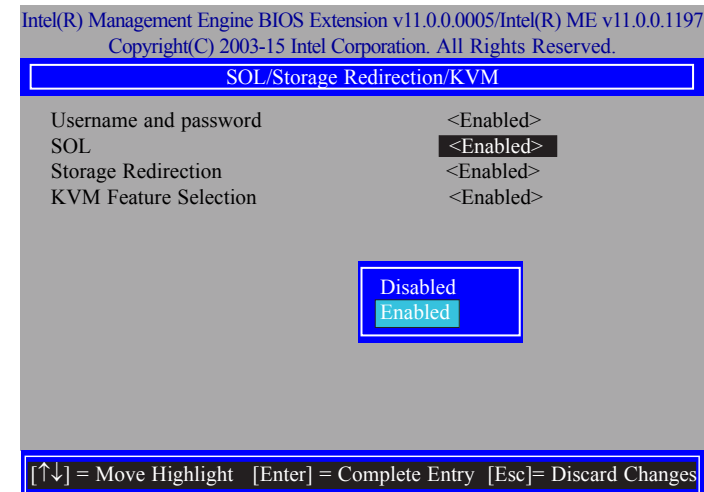 Intel(R) Management Engine BIOS Extension v11.0.0.0005/Intel(R) ME v11.0.0.1197
Copyright(C) 2003-15 Intel Corporation. All Rights Reserved.
SOL/Storage Redirection/KVM
Username and password <Enabled>
SOL <Enabled>
Storage Redirection <Enabled>
KVM Feature Selection <Enabled>
Disabled
Enabled
[↑↓] = Move Highlight [Enter] = Complete Entry [Esc]= Discard Changes